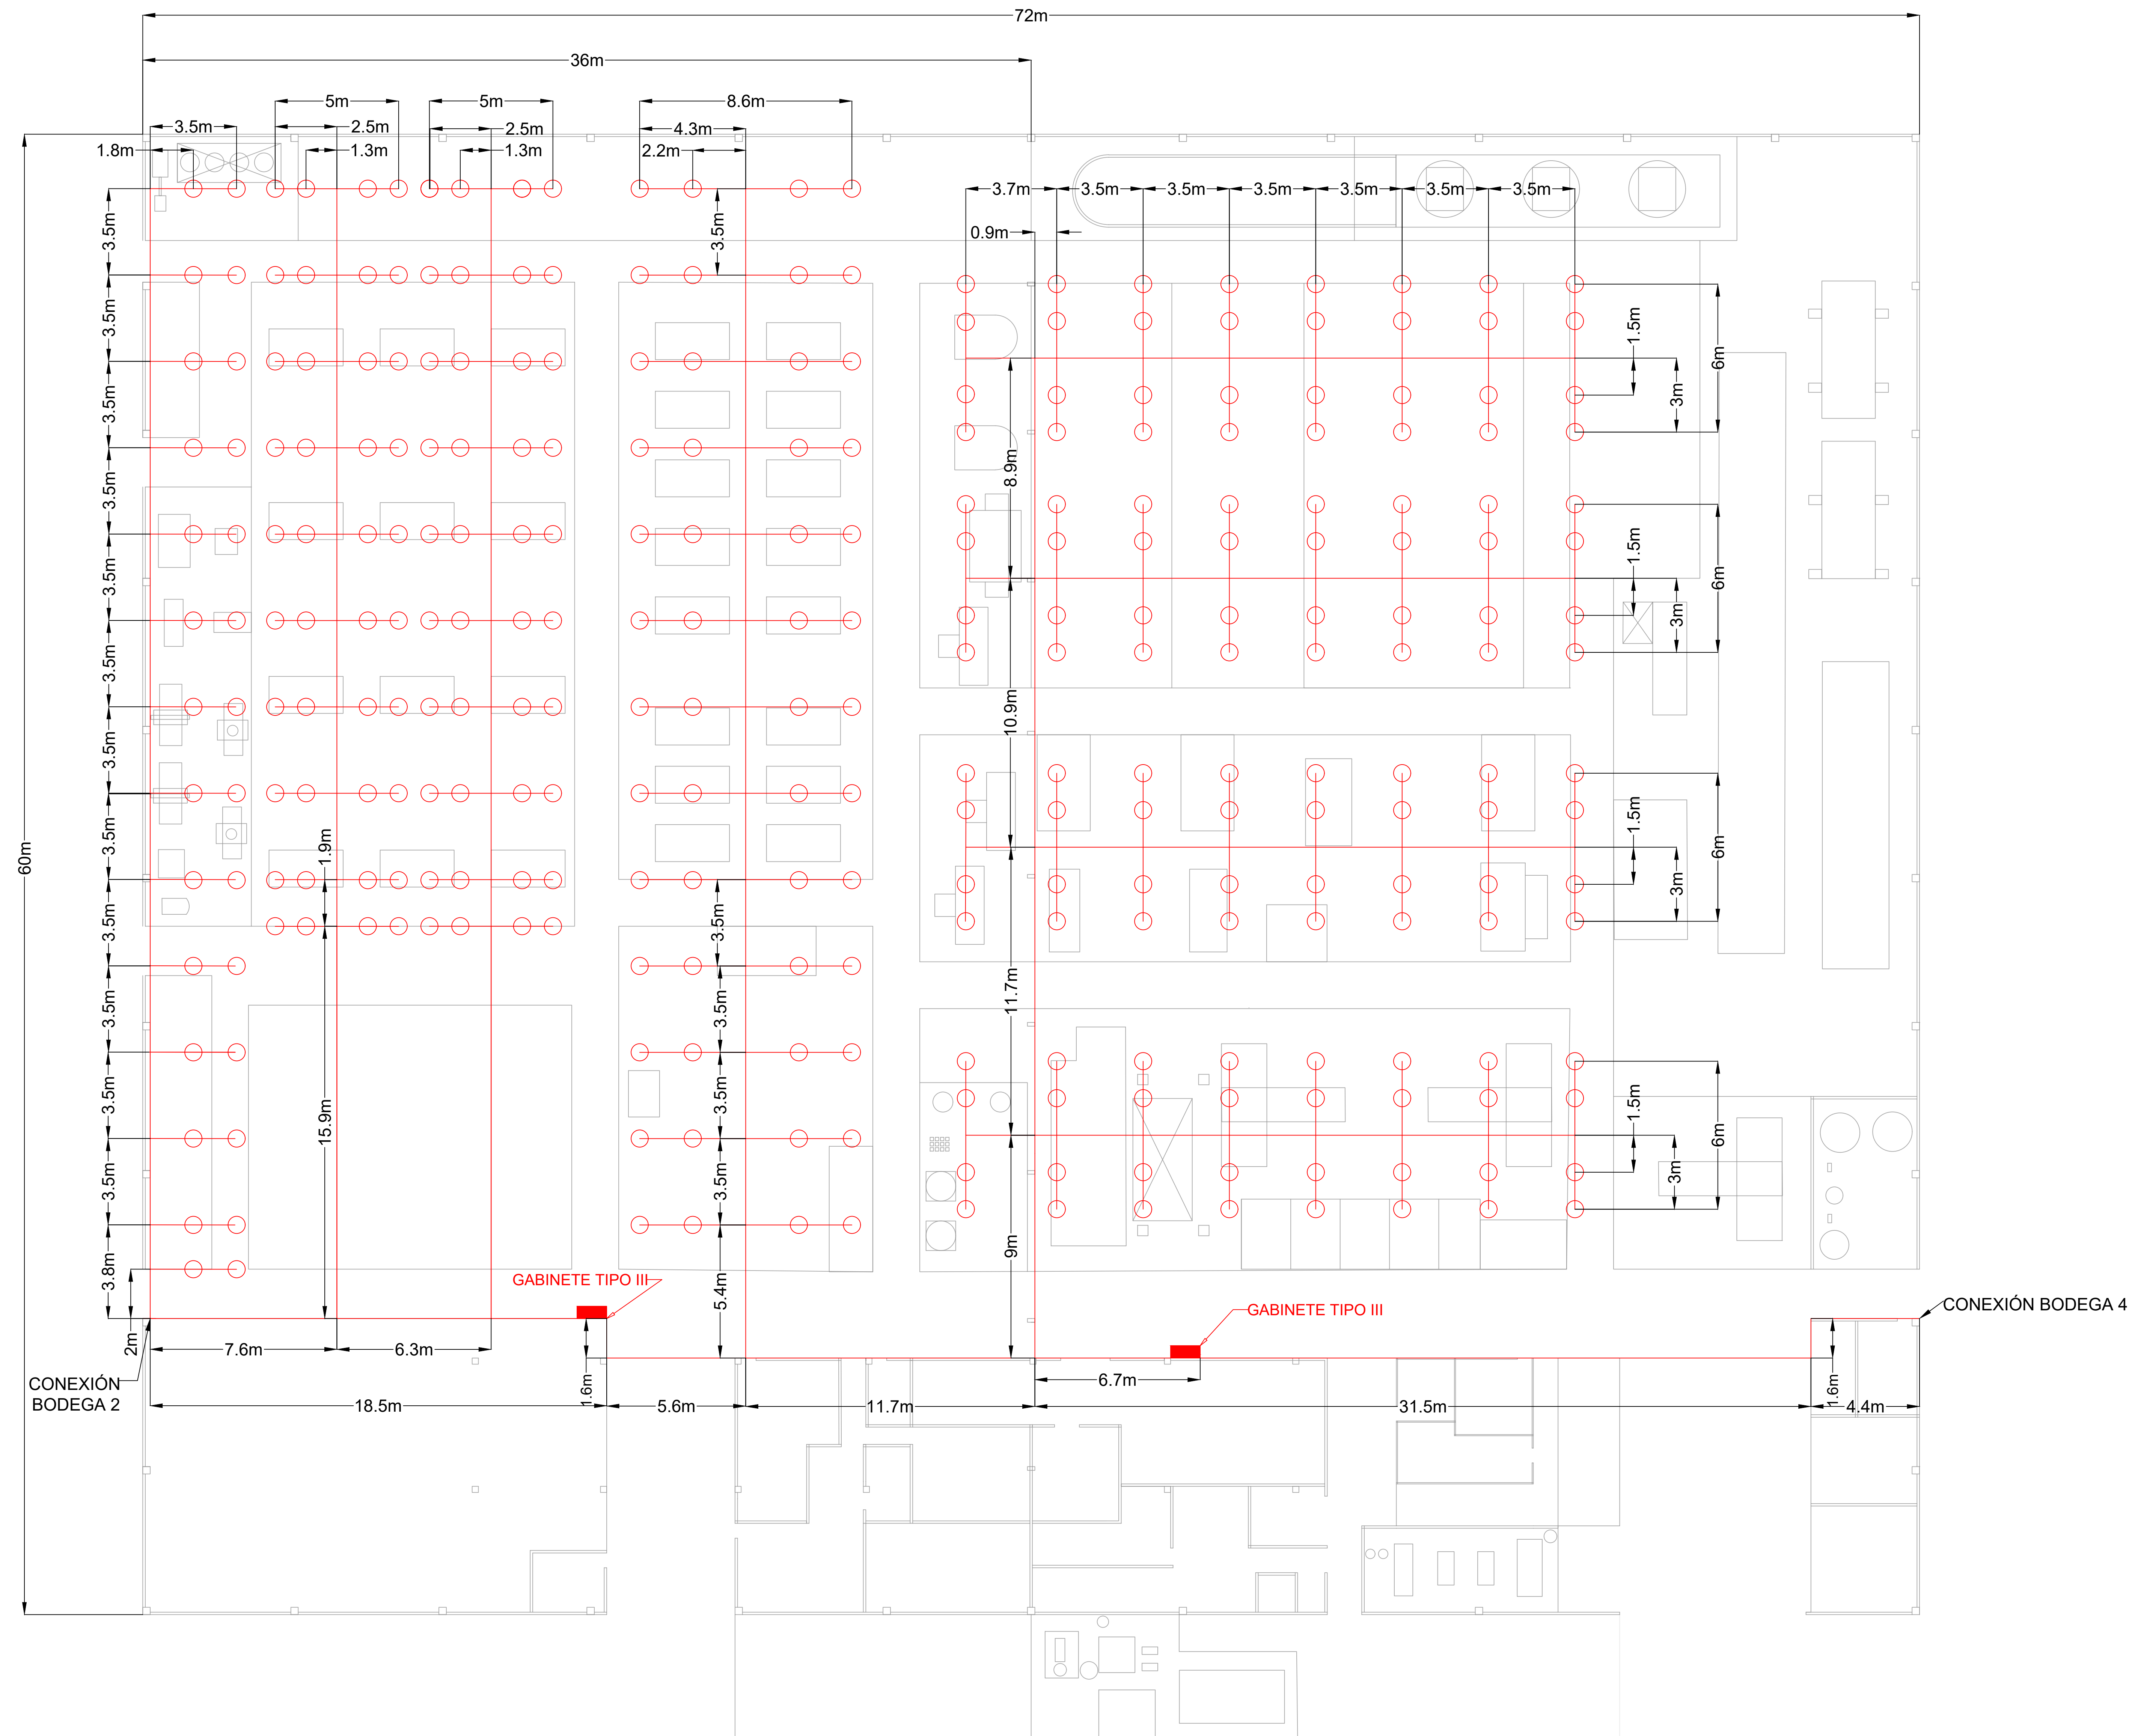 72m
36m
5m
5m
8.6m
3.5m
2.5m
2.5m
4.3m
1.8m
1.3m
1.3m
2.2m
3.7m
3.5m
3.5m
3.5m
3.5m
3.5m
3.5m
3.5m
3.5m
0.9m
3.5m
1.5m
6m
3m
3.5m
8.9m
3.5m
3.5m
1.5m
6m
3m
3.5m
10.9m
3.5m
3.5m
1.9m
60m
1.5m
6m
3m
3.5m
3.5m
3.5m
3.5m
11.7m
3.5m
3.5m
15.9m
1.5m
6m
3m
3.5m
3.5m
9m
3.8m
5.4m
GABINETE TIPO III
GABINETE TIPO III
CONEXIÓN BODEGA 4
2m
7.6m
6.3m
6.7m
CONEXIÓN
BODEGA 2
1.6m
1.6m
18.5m
5.6m
11.7m
31.5m
4.4m